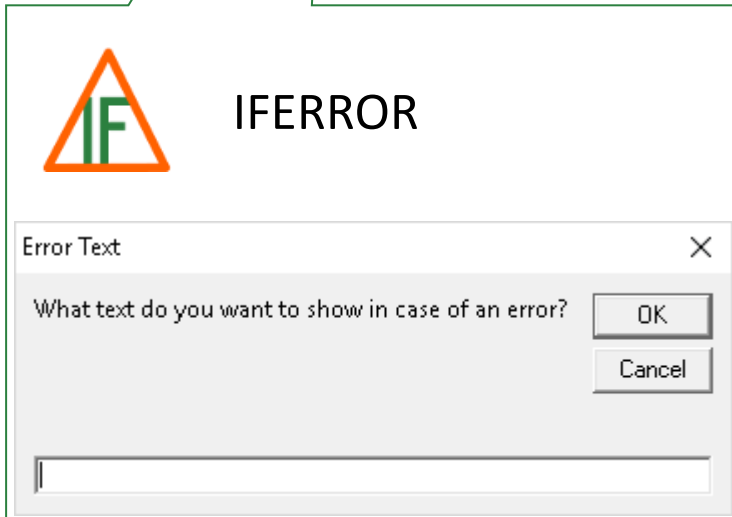 IF
IFERROR
Error Text
What text do you want to show in case of an error?
OK
Cancel